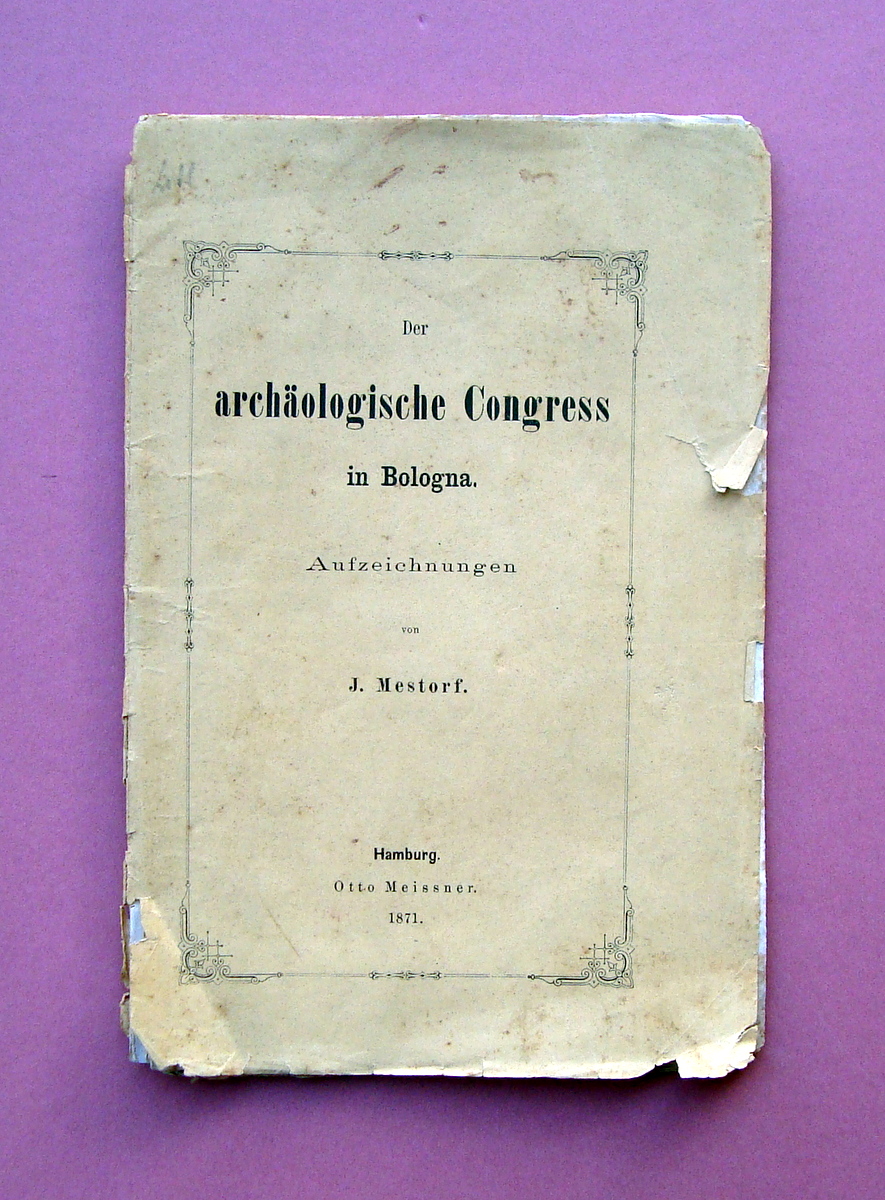 Der
archäologische Congress
in Bologna.
Aufzeichnungen
von
J. Mestorf.
Hamburg.
Otto Meissner.
1871.